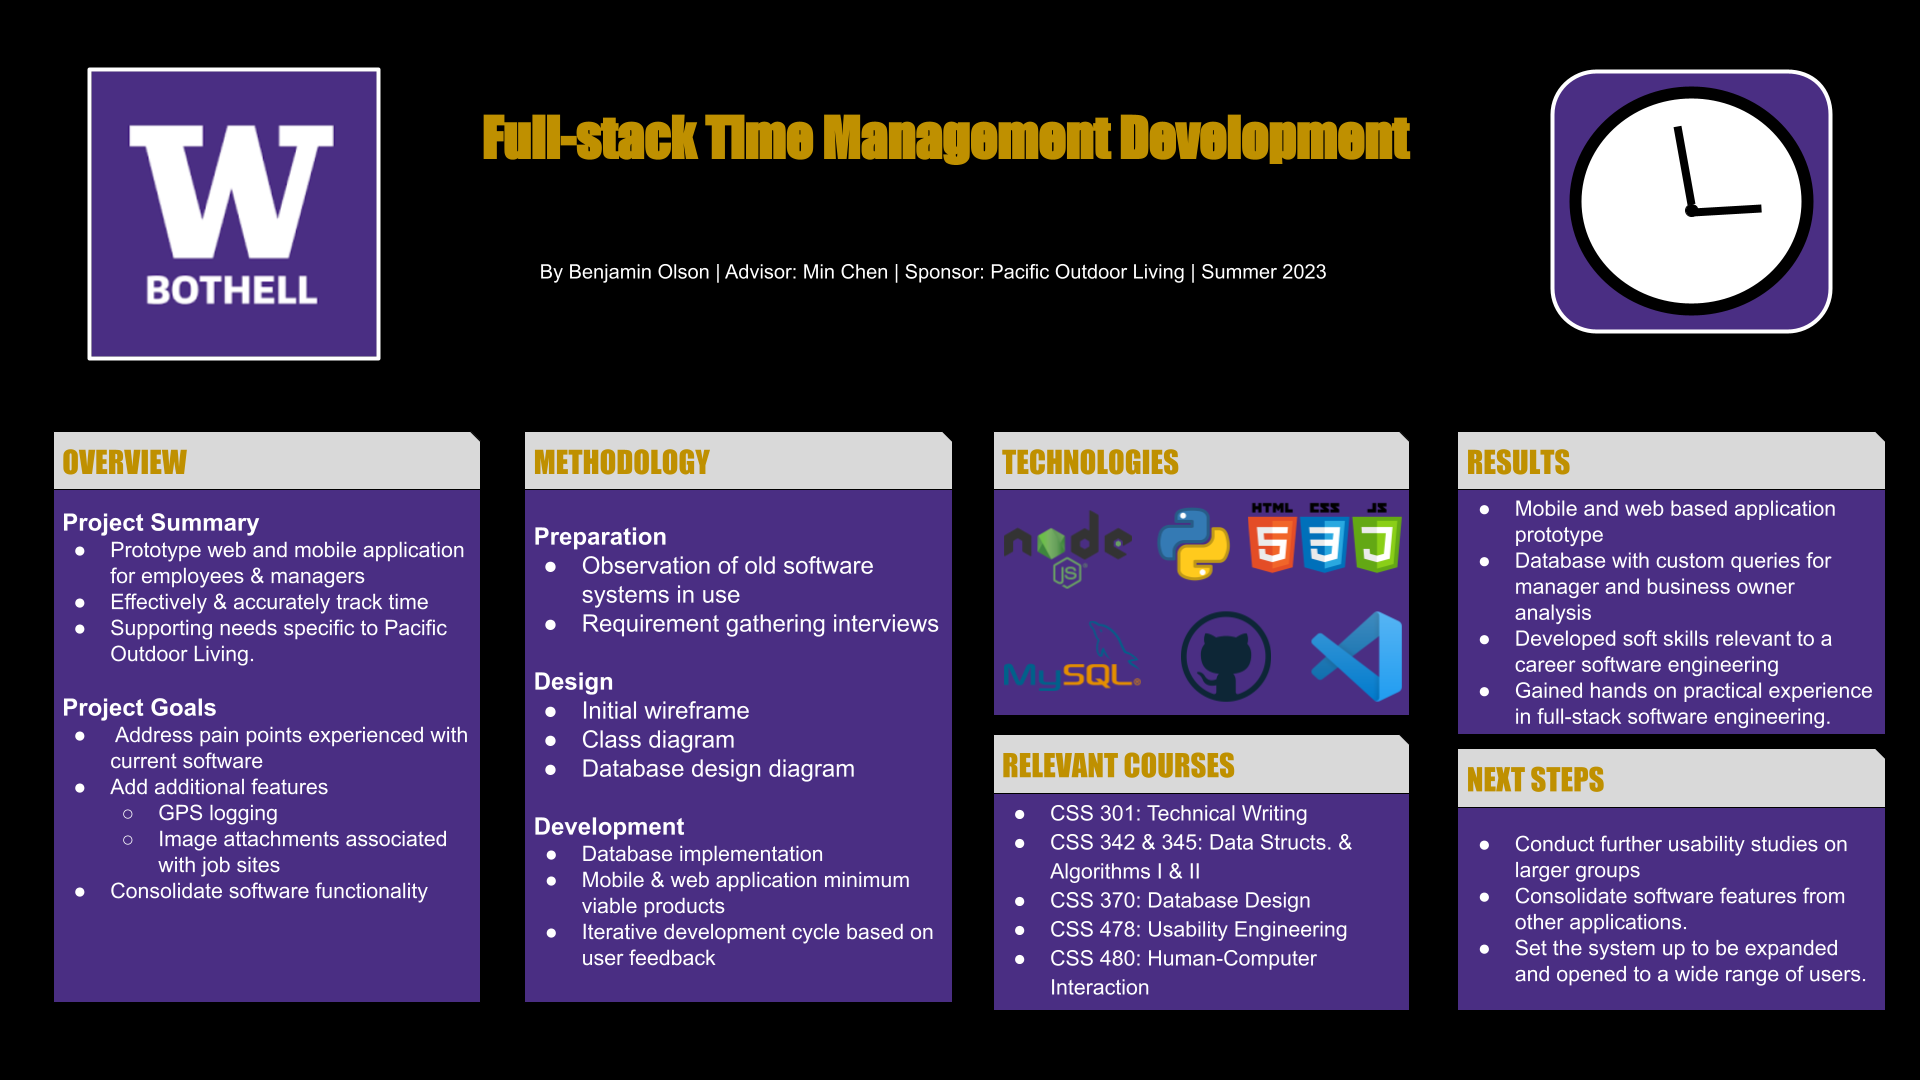 W
BOTHELL
Full-stack Time Management Development
By Benjamin Olson | Advisor: Min Chen | Sponsor: Pacific Outdoor Living | Summer 2023
OVERVIEW
Project Summary
● Prototype web and mobile application
for employees & managers
● Effectively & accurately track time
● Supporting needs specific to Pacific
Outdoor Living.
Project Goals
● Address pain points experienced with
current software
● Add additional features
○ GPS logging
○ Image attachments associated
with job sites
● Consolidate software functionality
METHODOLOGY
Preparation
● Observation of old software
systems in use
● Requirement gathering interviews
Design
● Initial wireframe
● Class diagram
● Database design diagram
Development
● Database implementation
● Mobile & web application minimum
viable products
● Iterative development cycle based on
user feedback
TECHNOLOGIES
node
JS
HTML CSS JS
5 3
MySQL®
RELEVANT COURSES
● CSS 301: Technical Writing
● CSS 342 & 345: Data Structs. &
Algorithms I & II
● CSS 370: Database Design
● CSS 478: Usability Engineering
● CSS 480: Human-Computer
Interaction
RESULTS
● Mobile and web based application
prototype
● Database with custom queries for
manager and business owner
analysis
● Developed soft skills relevant to a
career software engineering
● Gained hands on practical experience
in full-stack software engineering.
NEXT STEPS
● Conduct further usability studies on
larger groups
● Consolidate software features from
other applications.
● Set the system up to be expanded
and opened to a wide range of users.